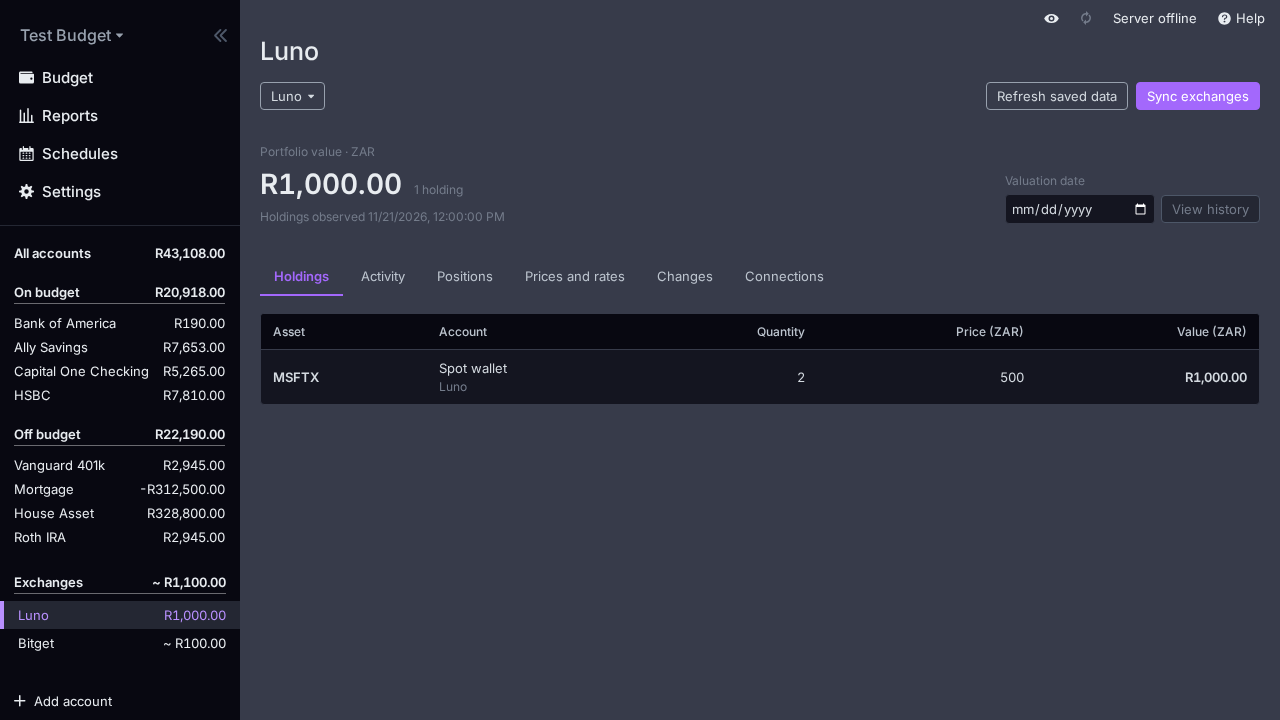 Test Budget
Budget
Reports
Schedules
Settings
All accounts R43,108.00
On budget R20,918.00
Bank of America R190.00
Ally Savings R7,653.00
Capital One Checking R5,265.00
HSBC R7,810.00
Off budget R22,190.00
Vanguard 401k R2,945.00
Mortgage -R312,500.00
House Asset R328,800.00
Roth IRA R2,945.00
Exchanges ~ R1,100.00
Luno R1,000.00
Bitget ~ R100.00
Add account
Server offline Help
Luno
Luno Refresh saved data Sync exchanges
Portfolio value · ZAR
R1,000.00 1 holding
Holdings observed 11/21/2026, 12:00:00 PM
Valuation date
mm/dd/yyyy View history
Holdings Activity Positions Prices and rates Changes Connections
Asset Account Quantity Price (ZAR) Value (ZAR)
MSFTX Spot wallet 2 500 R1,000.00
Luno